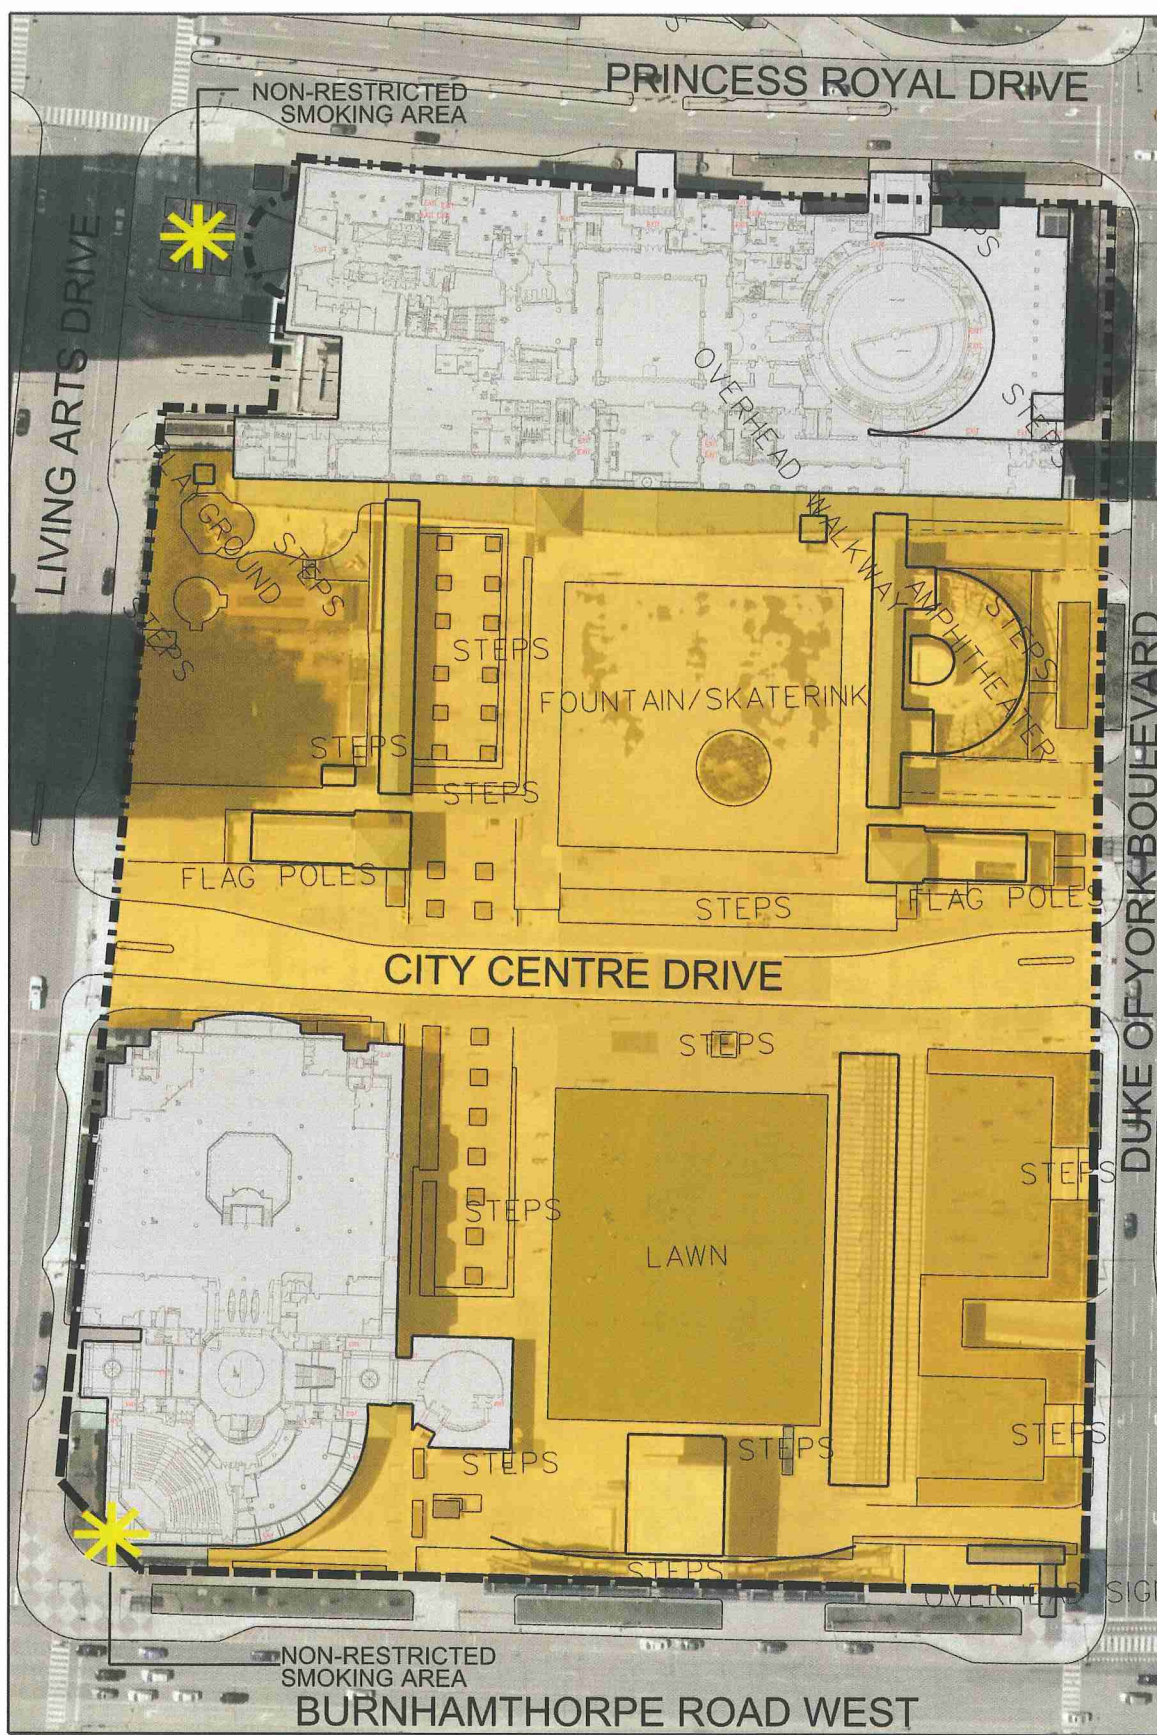 PRINCESS ROYAL DRIVE
NON-RESTRICTED
SMOKING AREA
LIVING ARTS DRIVE
STEPS
OVERHEAD WALKWAY
STEPS
PLAYGROUND
STEPS
STEPS
STEPS
AMPHITHEATER
STEPS
FOUNTAIN/SKATERINK
STEPS
STEPS
FLAG POLES
STEPS
FLAG POLES
DUKE OF YORK BOULEVARD
CITY CENTRE DRIVE
STEPS
STEPS
STEPS
LAWN
STEPS
STEPS
STEPS
STEPS
OVERHEAD SIGN
NON-RESTRICTED
SMOKING AREA
BURNHAMTHORPE ROAD WEST